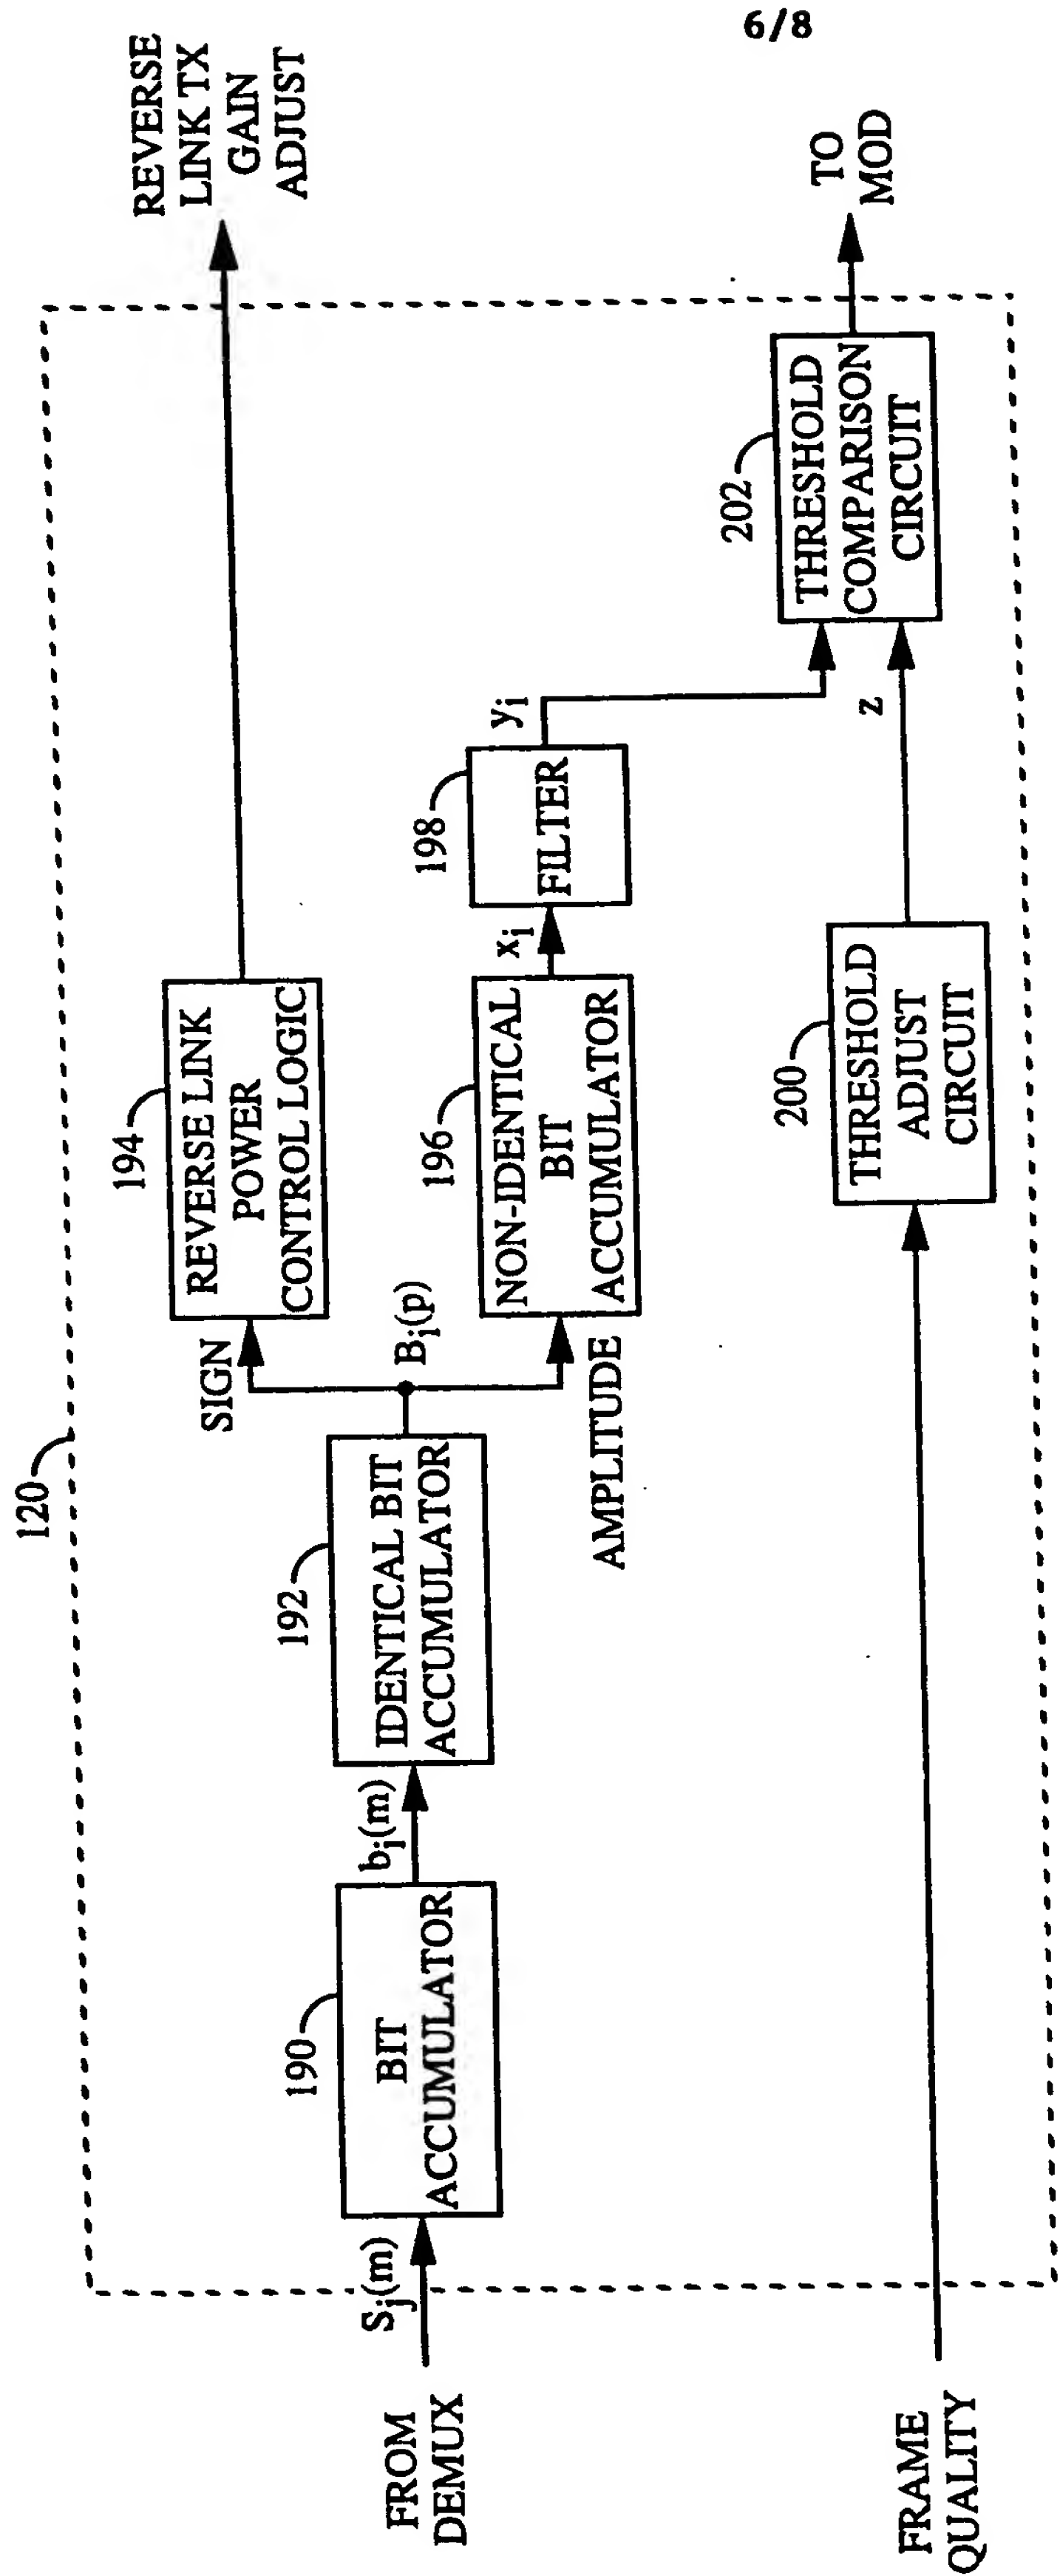 6/8
120
REVERSE
LINK TX
GAIN
ADJUST
194
REVERSE LINK
POWER
CONTROL LOGIC
SIGN
FROM
DEMUX
Sj(m)
190
BIT
ACCUMULATOR
bj(m)
192
IDENTICAL BIT
ACCUMULATOR
Bi(p)
AMPLITUDE
196
NON-IDENTICAL
BIT
ACCUMULATOR
xi
198
FILTER
yi
202
THRESHOLD
COMPARISON
CIRCUIT
TO
MOD
z
200
THRESHOLD
ADJUST
CIRCUIT
FRAME
QUALITY